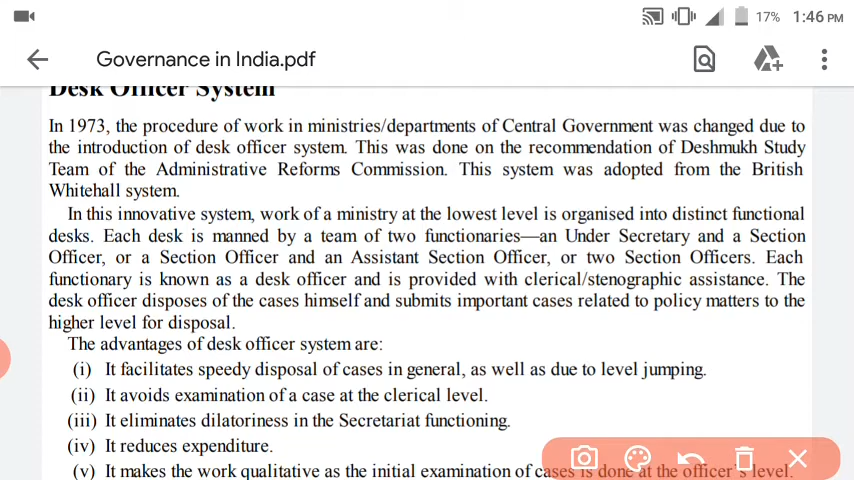 17% 1:46 PM
Governance in India.pdf
Desk Officer System
In 1973, the procedure of work in ministries/departments of Central Government was changed due to
the introduction of desk officer system. This was done on the recommendation of Deshmukh Study
Team of the Administrative Reforms Commission. This system was adopted from the British
Whitehall system.
In this innovative system, work of a ministry at the lowest level is organised into distinct functional
desks. Each desk is manned by a team of two functionaries—an Under Secretary and a Section
Officer, or a Section Officer and an Assistant Section Officer, or two Section Officers. Each
functionary is known as a desk officer and is provided with clerical/stenographic assistance. The
desk officer disposes of the cases himself and submits important cases related to policy matters to the
higher level for disposal.
The advantages of desk officer system are:
(i) It facilitates speedy disposal of cases in general, as well as due to level jumping.
(ii) It avoids examination of a case at the clerical level.
(iii) It eliminates dilatoriness in the Secretariat functioning.
(iv) It reduces expenditure.
(v) It makes the work qualitative as the initial examination of cases is done at the officer's level.